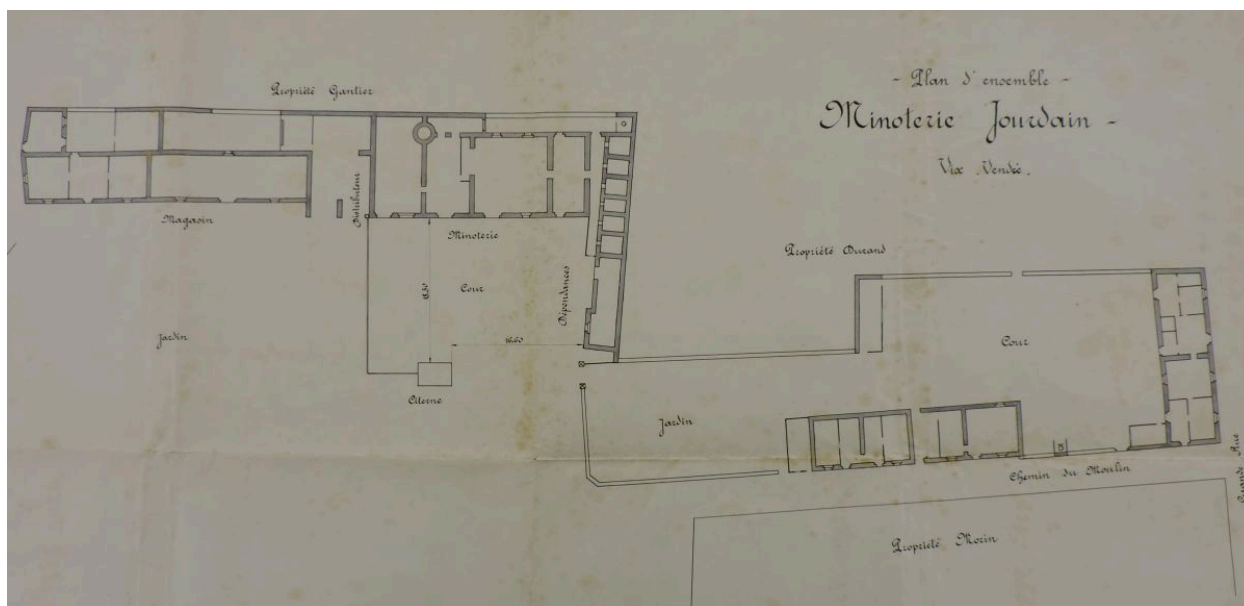 - Plan d'ensemble -
Minoterie Jourdain -
Vix Vendée.
Propriété Gantier
Magasin
Distributeur
Minoterie
Cour
Dépendances
16.60
Jardin
Citerne
Propriété Durand
Cour
Jardin
Chemin du Moulin
Grande Rue
Propriété Morin